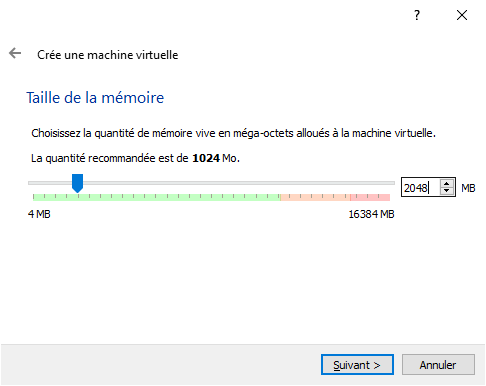 ?
Crée une machine virtuelle
Taille de la mémoire
Choisissez la quantité de mémoire vive en méga-octets alloués à la machine virtuelle.
La quantité recommandée est de 1024 Mo.
2048 MB
4 MB 16384 MB
Suivant > Annuler